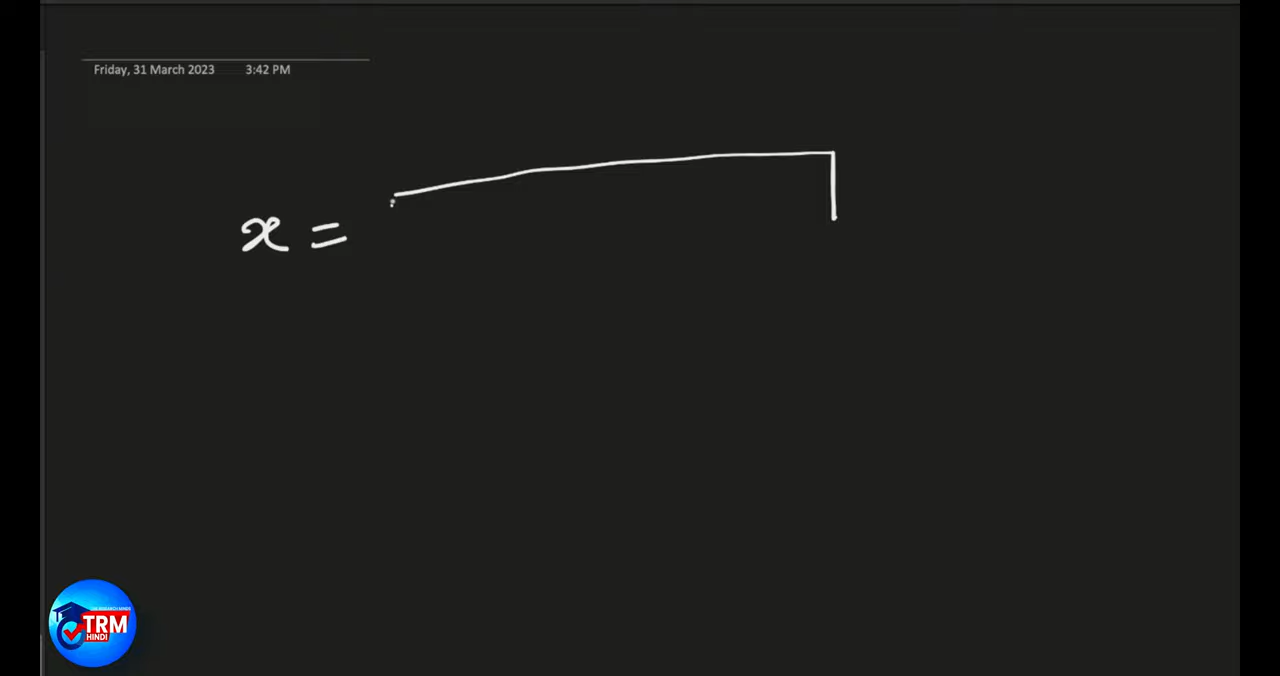 Friday, 31 March 2023 3:42 PM
x =
TRM
HINDI